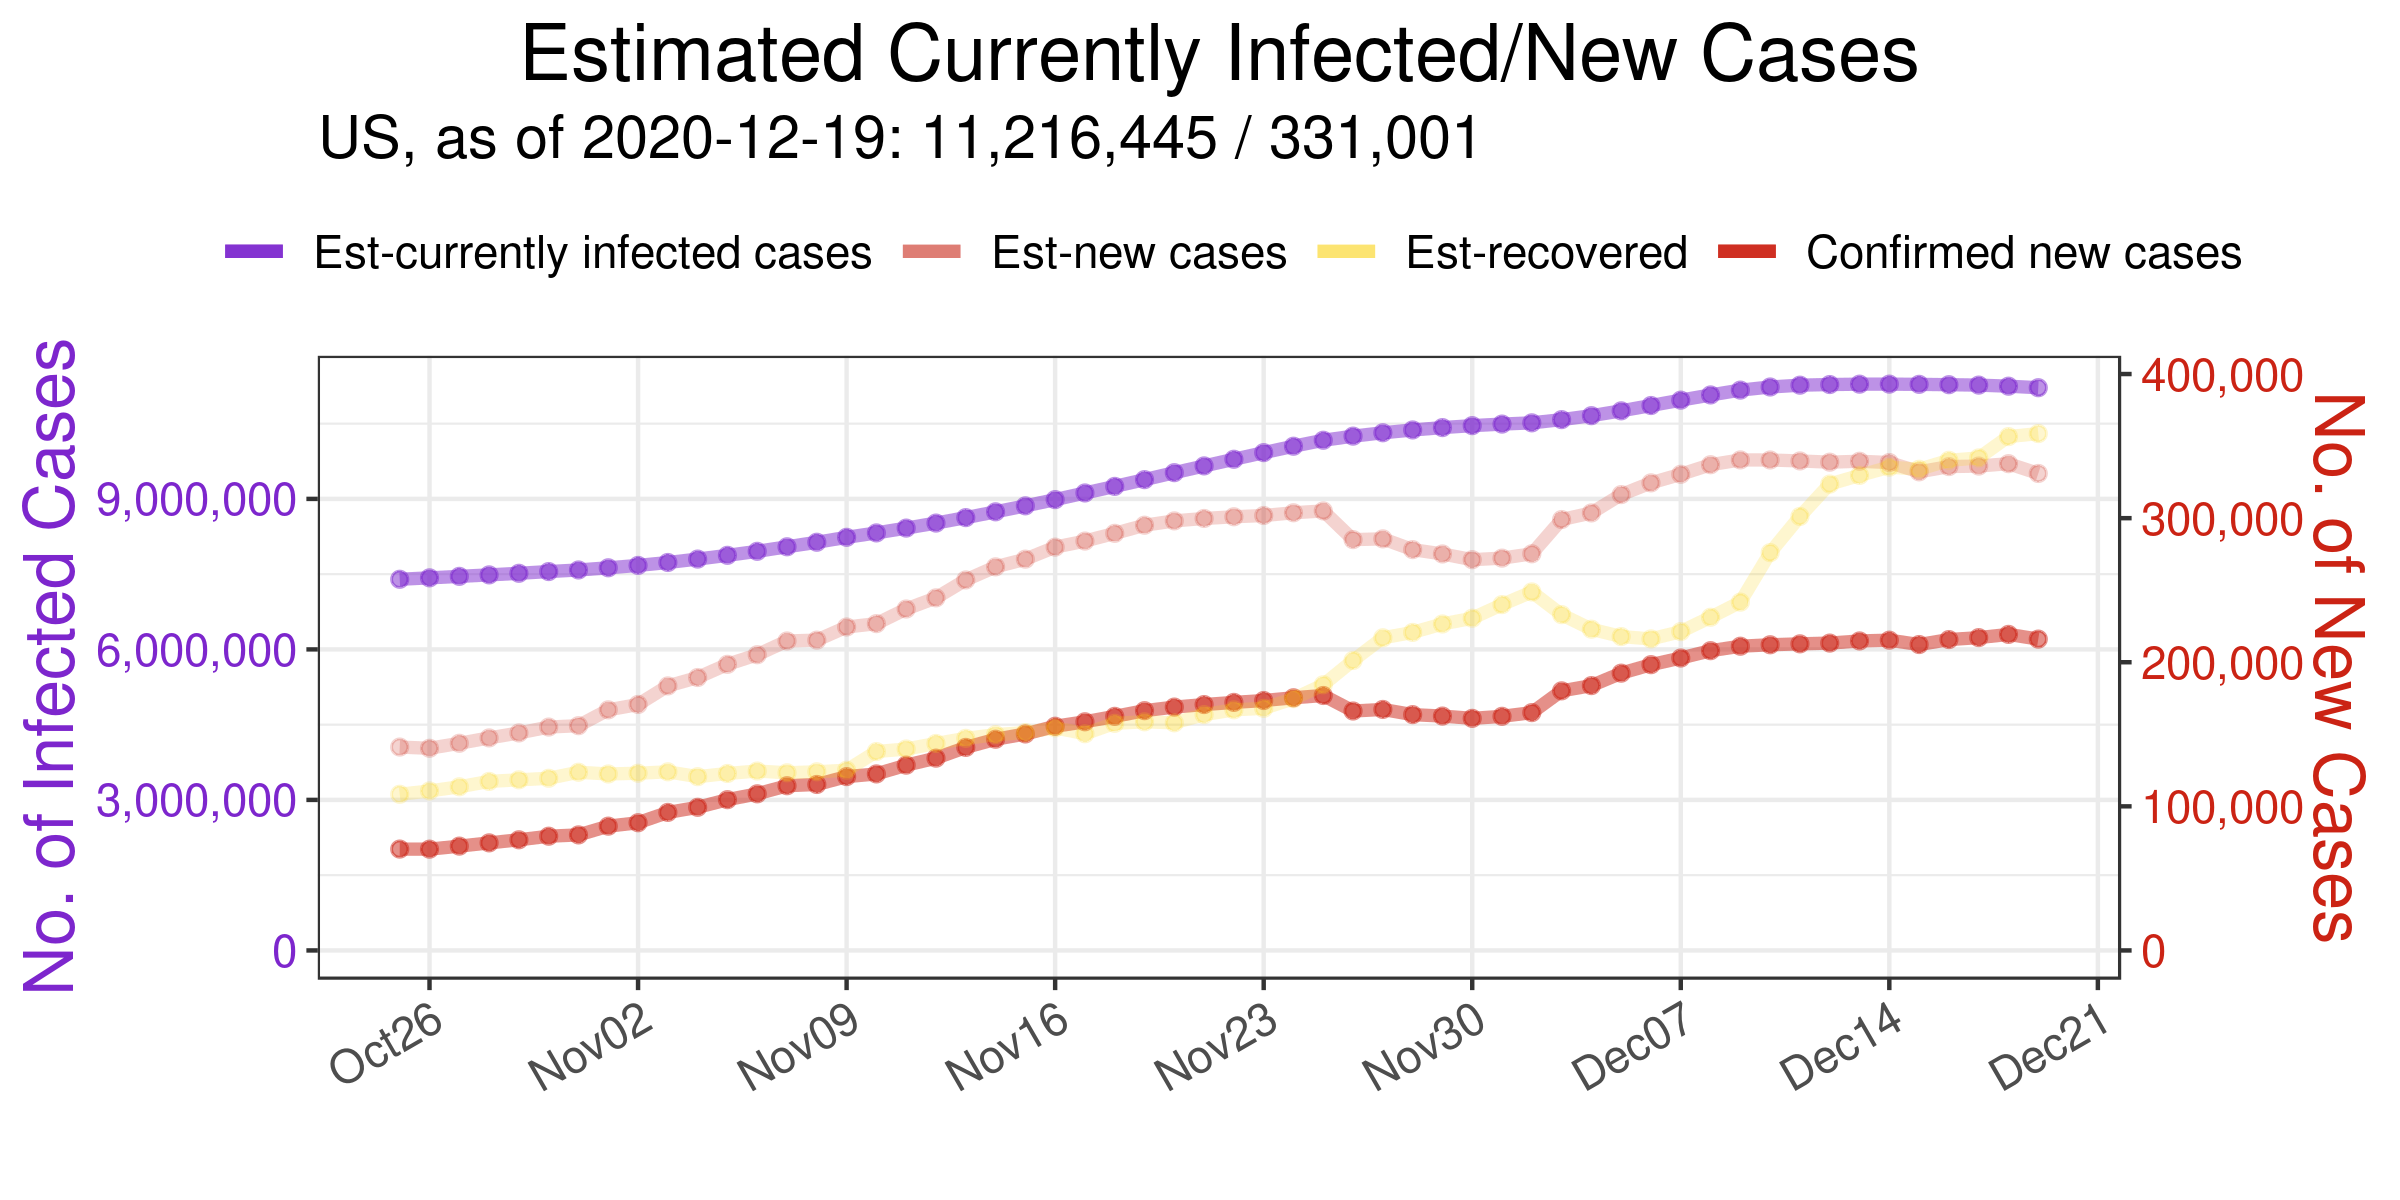 Estimated Currently Infected/New Cases
US, as of 2020-12-19: 11,216,445 / 331,001
Est-currently infected cases Est-new cases Est-recovered Confirmed new cases
No. of Infected Cases
9,000,000
6,000,000
3,000,000
0
400,000
300,000
200,000
100,000
0
No. of New Cases
Oct26 Nov02 Nov09 Nov16 Nov23 Nov30 Dec07 Dec14 Dec21